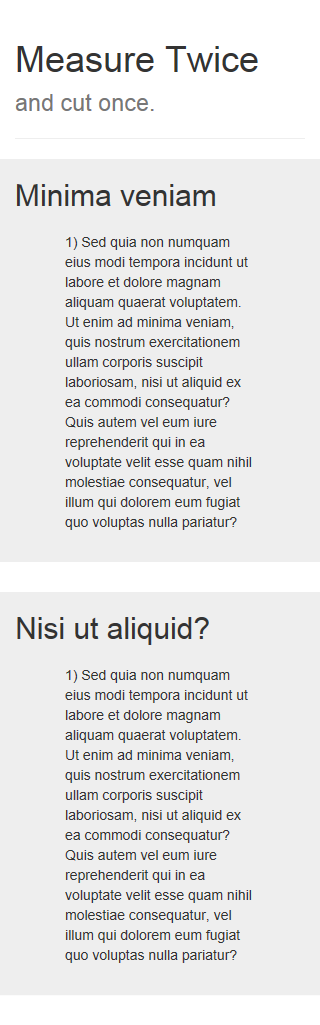 Measure Twice
and cut once.
Minima veniam
1) Sed quia non numquam
eius modi tempora incidunt ut
labore et dolore magnam
aliquam quaerat voluptatem.
Ut enim ad minima veniam,
quis nostrum exercitationem
ullam corporis suscipit
laboriosam, nisi ut aliquid ex
ea commodi consequatur?
Quis autem vel eum iure
reprehenderit qui in ea
voluptate velit esse quam nihil
molestiae consequatur, vel
illum qui dolorem eum fugiat
quo voluptas nulla pariatur?
Nisi ut aliquid?
1) Sed quia non numquam
eius modi tempora incidunt ut
labore et dolore magnam
aliquam quaerat voluptatem.
Ut enim ad minima veniam,
quis nostrum exercitationem
ullam corporis suscipit
laboriosam, nisi ut aliquid ex
ea commodi consequatur?
Quis autem vel eum iure
reprehenderit qui in ea
voluptate velit esse quam nihil
molestiae consequatur, vel
illum qui dolorem eum fugiat
quo voluptas nulla pariatur?